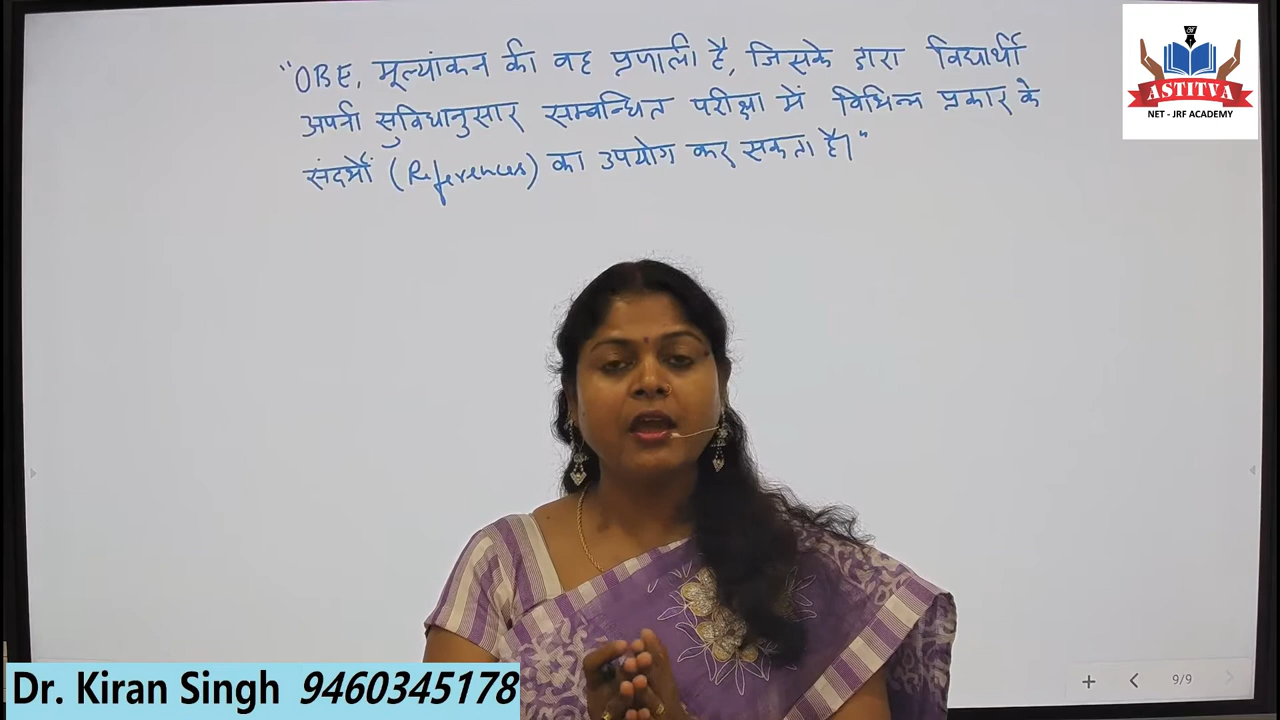 "OBE, मूल्यांकन की वह प्रणाली है, जिसके द्वारा विद्यार्थी
अपनी सुविधानुसार सम्बन्धित परीक्षा में विभिन्न प्रकार के
संदर्भों (References) का उपयोग कर सकता है।"
ASTITVA
NET - JRF ACADEMY
9/9
Dr. Kiran Singh 9460345178